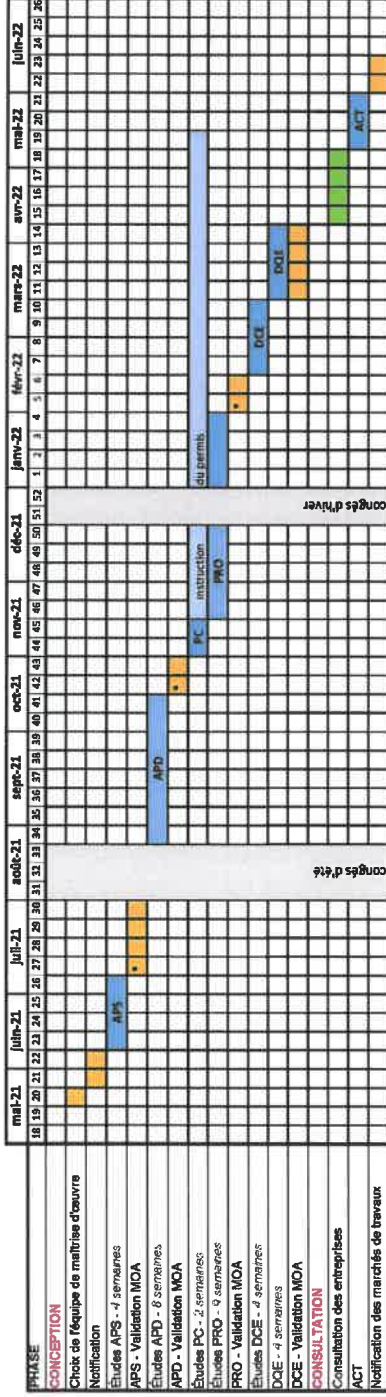 mai-21 juin-21 juil-21 août-21 sept-21 oct-21 nov-21 déc-21 janv-22 févr-22 mars-22 avr-22 mai-22 juin-22
PHASE 18 19 20 21 22 23 24 25 26 27 28 29 30 31 32 33 34 35 36 37 38 39 40 41 42 43 44 45 46 47 48 49 50 51 52 1 2 3 4 5 6 7 8 9 10 11 12 13 14 15 16 17 18 19 20 21 22 23 24 25 26
CONCEPTION
Choix de l'équipe de maîtrise d'œuvre
Notification
Études APS - 4 semaines APS
APS - Validation MOA
Études APD - 8 semaines APD
APD - Validation MOA
Études PC - 2 semaines PC instruction du permis
Études PRO - 9 semaines PRO
PRO - Validation MOA
Études DCE - 4 semaines DCE
DQE - 4 semaines DQE
DCE - Validation MOA
CONSULTATION
Consultation des entreprises
ACT ACT
Notification des marchés de travaux
congés d'été
congés d'hiver